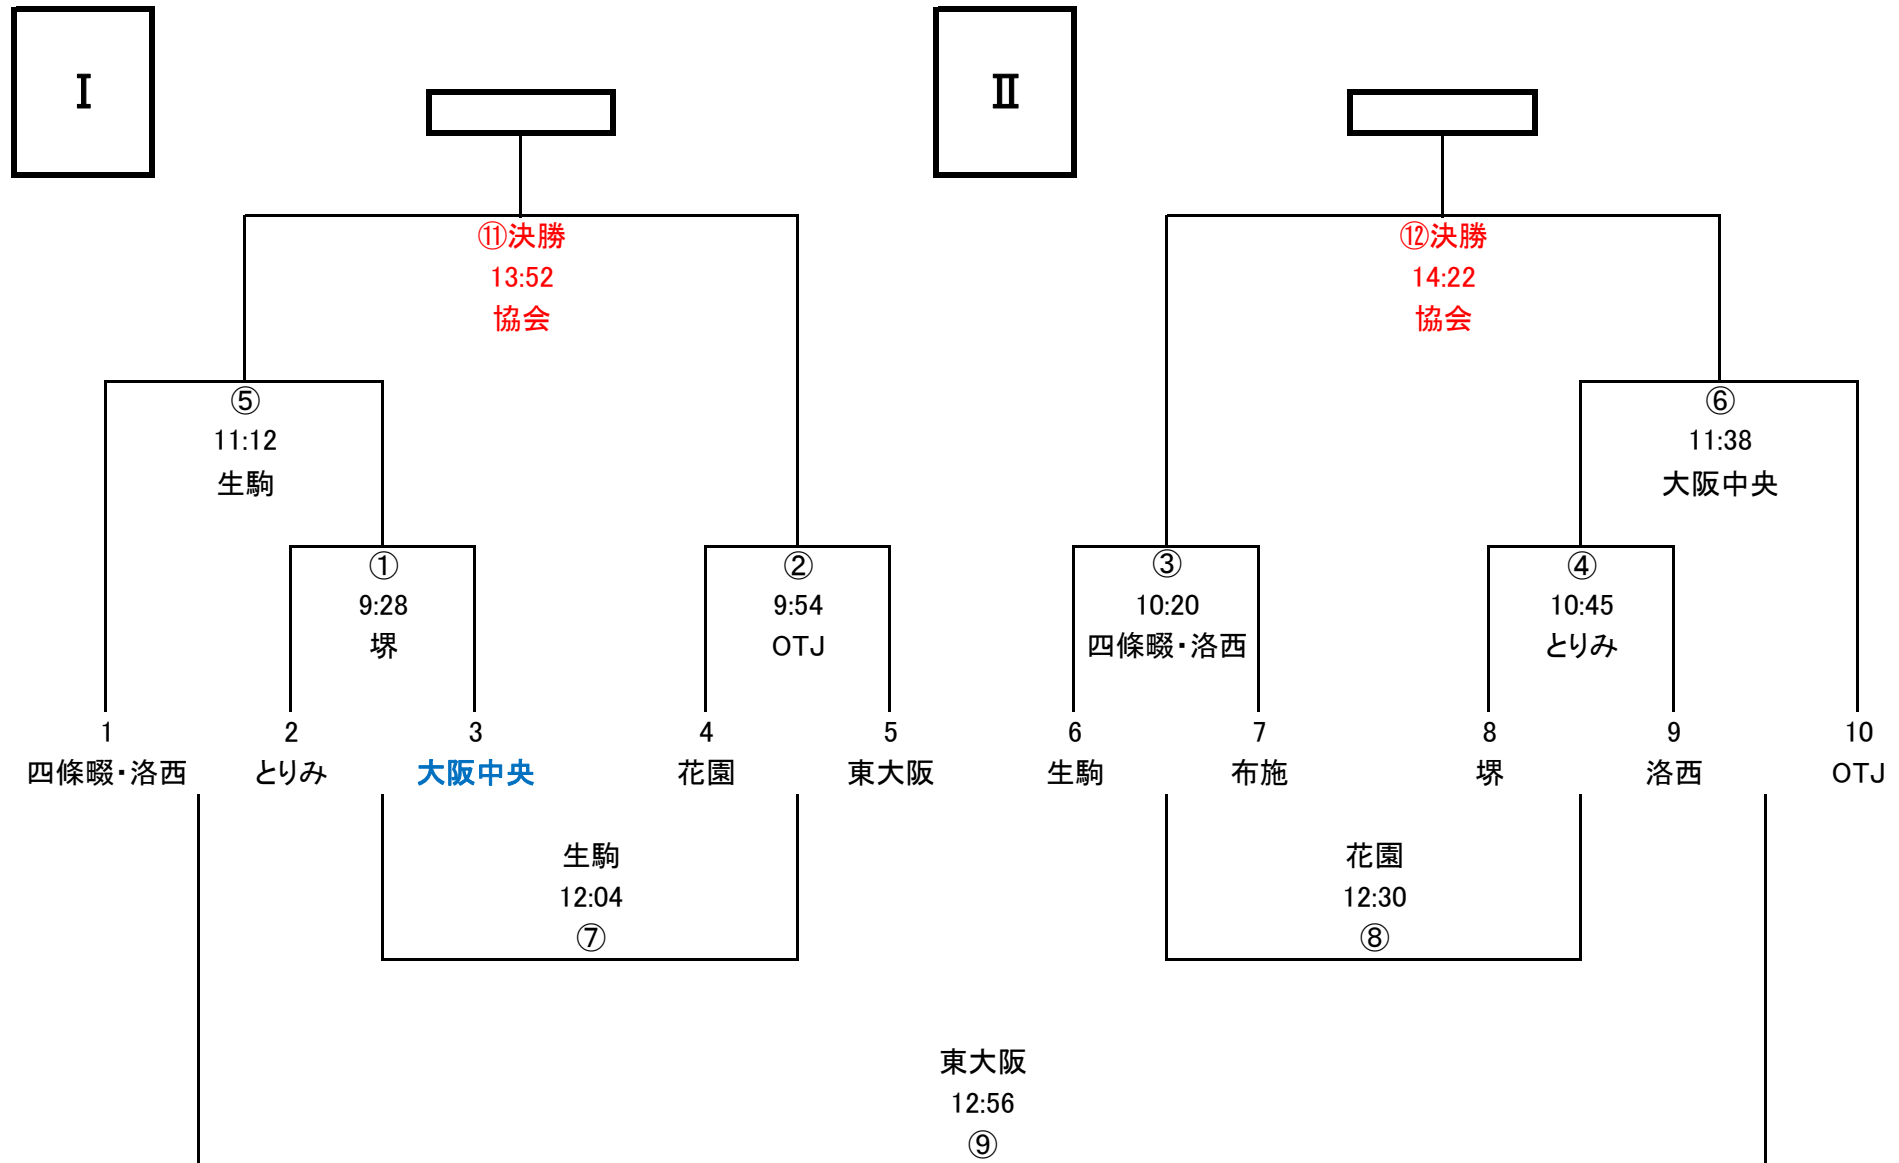 Ⅰ
Ⅱ
⑪決勝
13:52
協会
⑫決勝
14:22
協会
⑤
11:12
生駒
⑥
11:38
大阪中央
①
9:28
堺
②
9:54
OTJ
③
10:20
四條畷・洛西
④
10:45
とりみ
1 2 3 4 5 6 7 8 9 10
四條畷・洛西 とりみ 大阪中央 花園 東大阪 生駒 布施 堺 洛西 OTJ
生駒
12:04
⑦
花園
12:30
⑧
東大阪
12:56
⑨